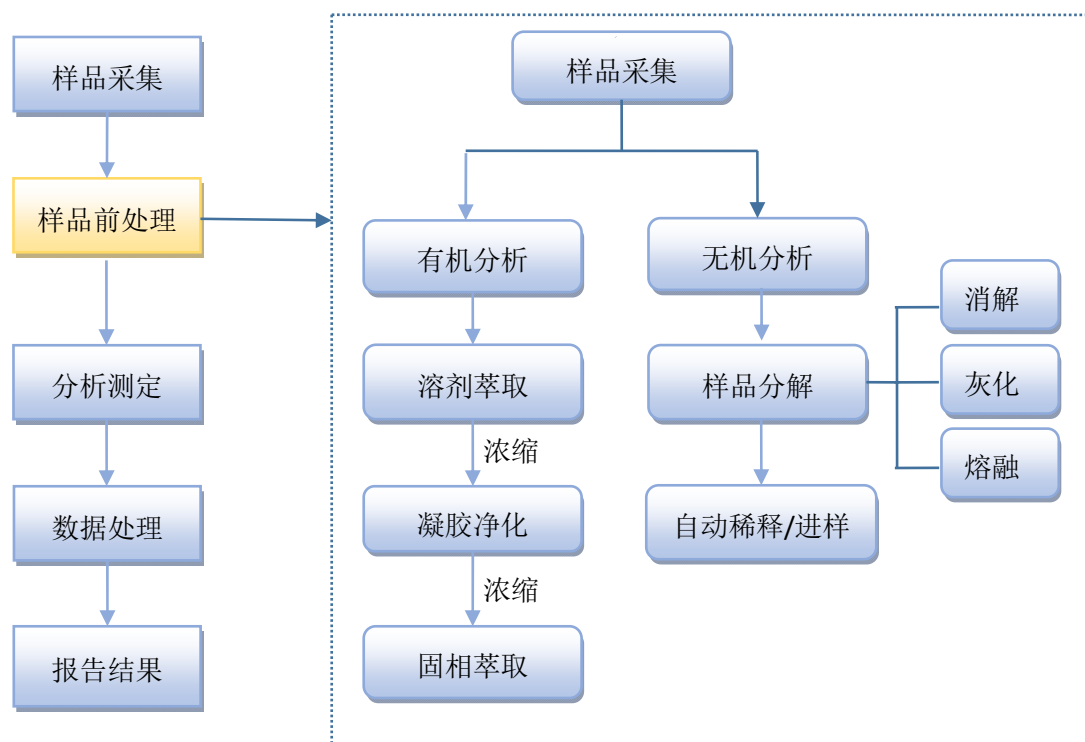 样品采集
样品前处理
分析测定
数据处理
报告结果
样品采集
有机分析
溶剂萃取
浓缩
凝胶净化
浓缩
固相萃取
无机分析
样品分解
自动稀释/进样
消解
灰化
熔融